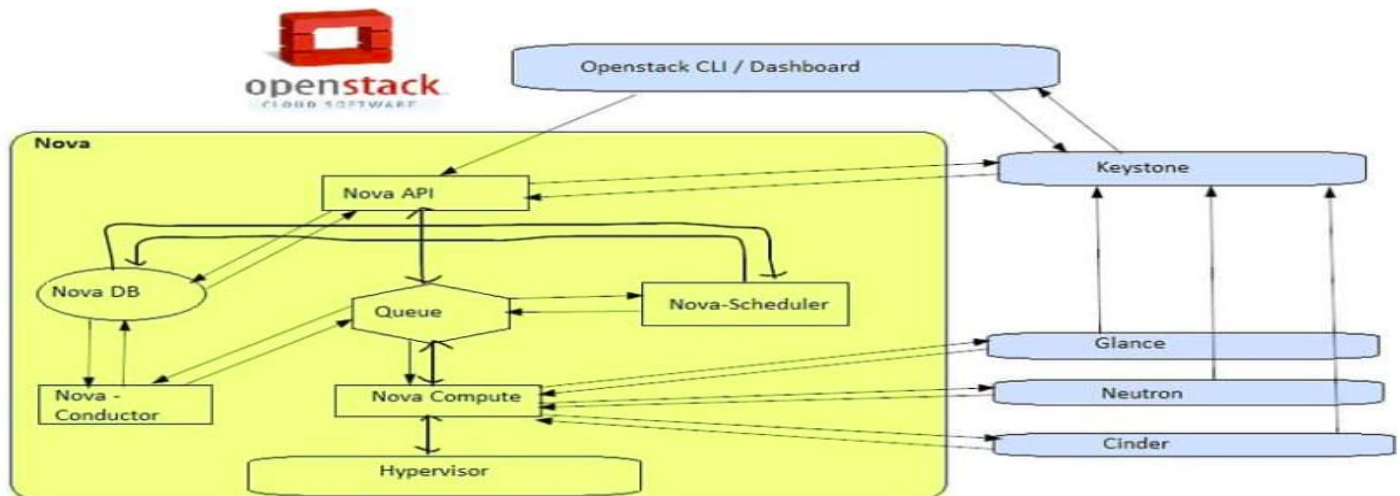 openstack
CLOUD SOFTWARE
Openstack CLI / Dashboard
Nova
Keystone
Nova API
Nova DB
Queue
Nova-Scheduler
Glance
Nova -
Conductor
Nova Compute
Neutron
Cinder
Hypervisor